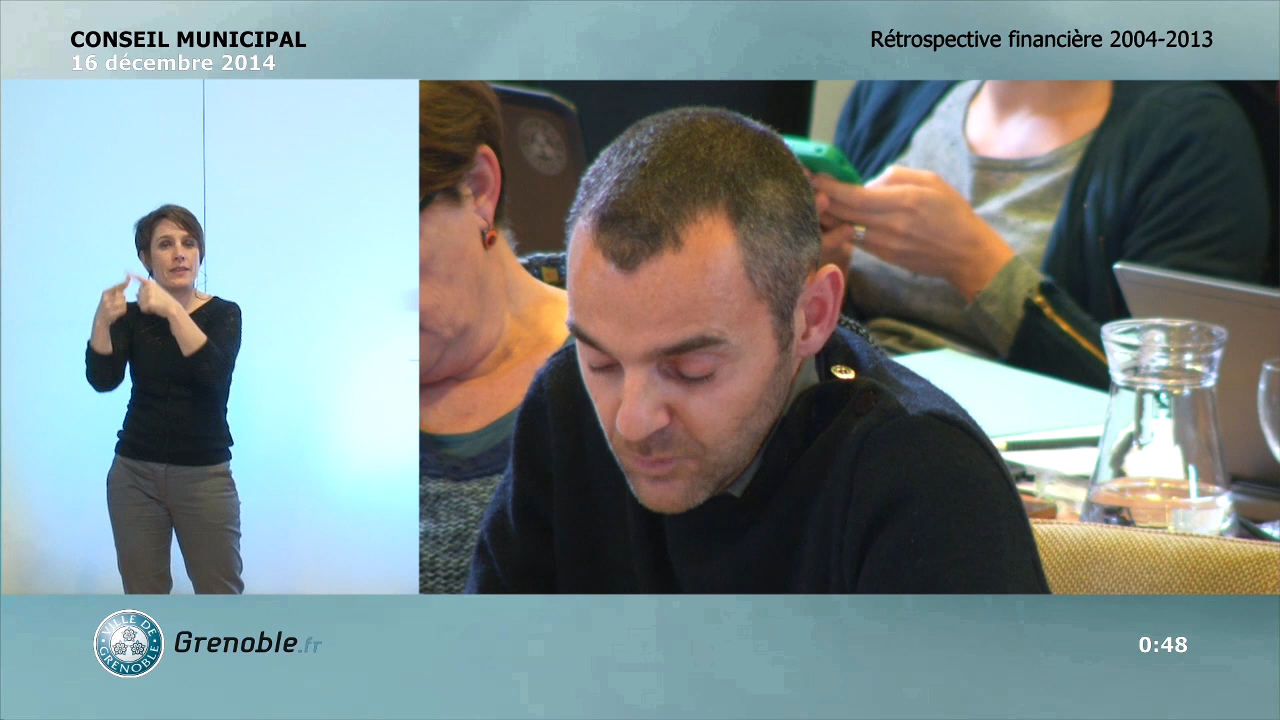 CONSEIL MUNICIPAL
16 décembre 2014
Rétrospective financière 2004-2013
VILLE DE
GRENOBLE
Grenoble.fr
0:48